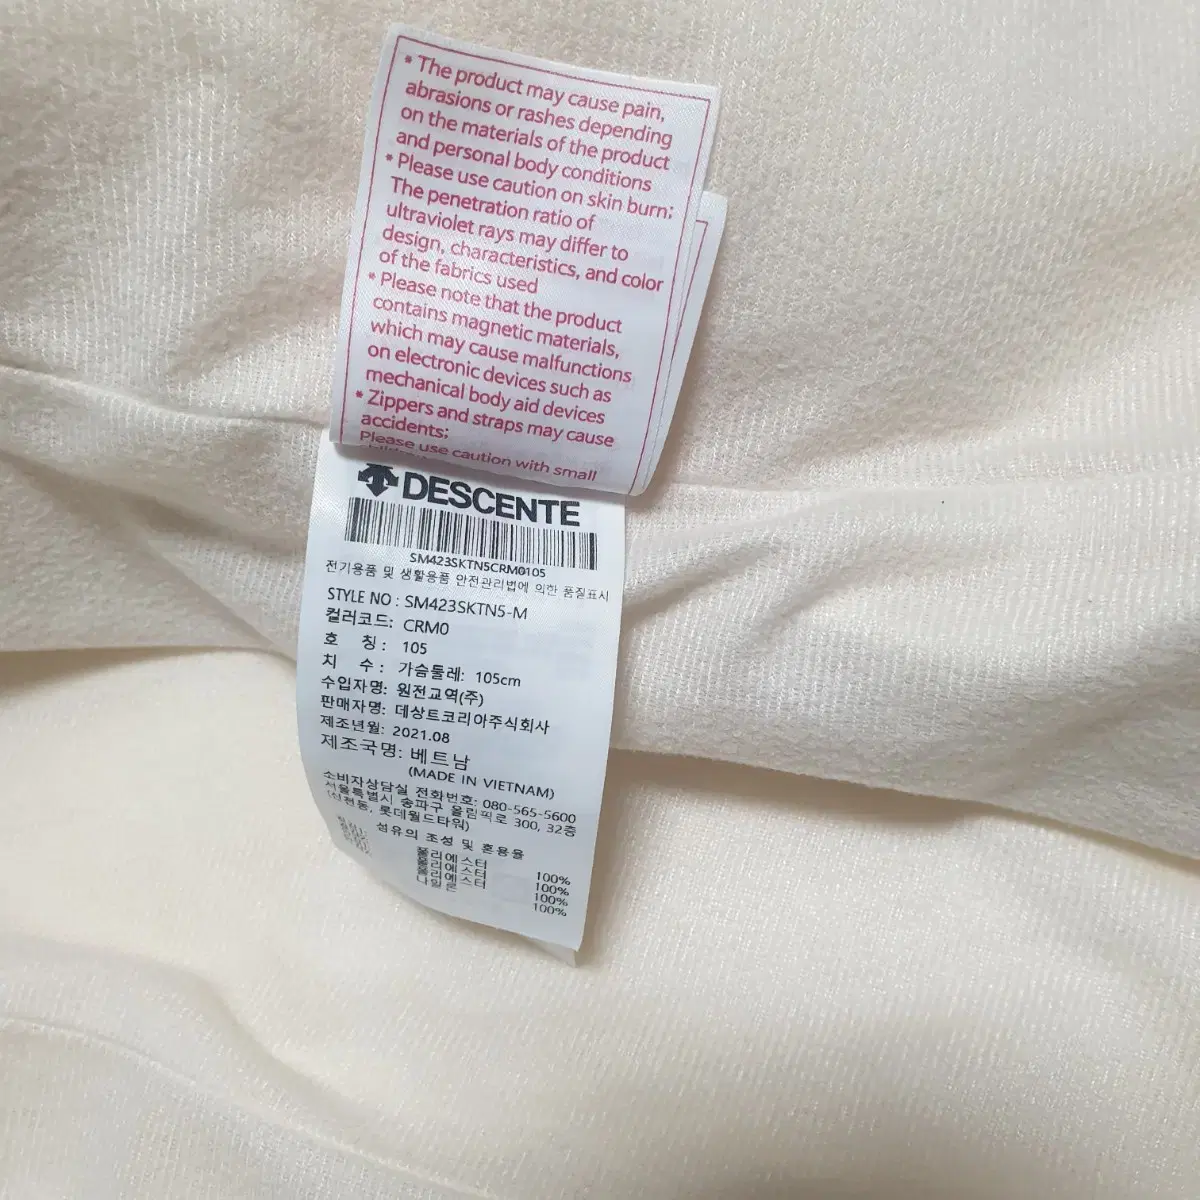 * The product may cause pain,
abrasions or rashes depending
on the materials of the product
and personal body conditions
* Please use caution on skin burn;
The penetration ratio of
ultraviolet rays may differ to
design, characteristics, and color
of the fabrics used
* Please note that the product
contains magnetic materials,
which may cause malfunctions
on electronic devices such as
mechanical body aid devices
* Zippers and straps may cause
accidents;
Please use caution with small
DESCENTE
SM423SKTN5CRM0105
전기용품 및 생활용품 안전관리법에 의한 품질표시
STYLE NO : SM423SKTN5-M
컬러코드: CRM0
호 칭 : 105
치 수 : 가슴둘레: 105cm
수입자명: 원전교역(주)
판매자명: 데상트코리아주식회사
제조년월: 2021.08
제조국명: 베트남
(MADE IN VIETNAM)
소비자상담실 전화번호: 080-565-5600
서울특별시 송파구 올림픽로 300, 32층
(신천동, 롯데월드타워)
섬유의 조성 및 혼용율
폴리에스터 100%
폴리에스터 100%
폴리에스터 100%
나일론 100%